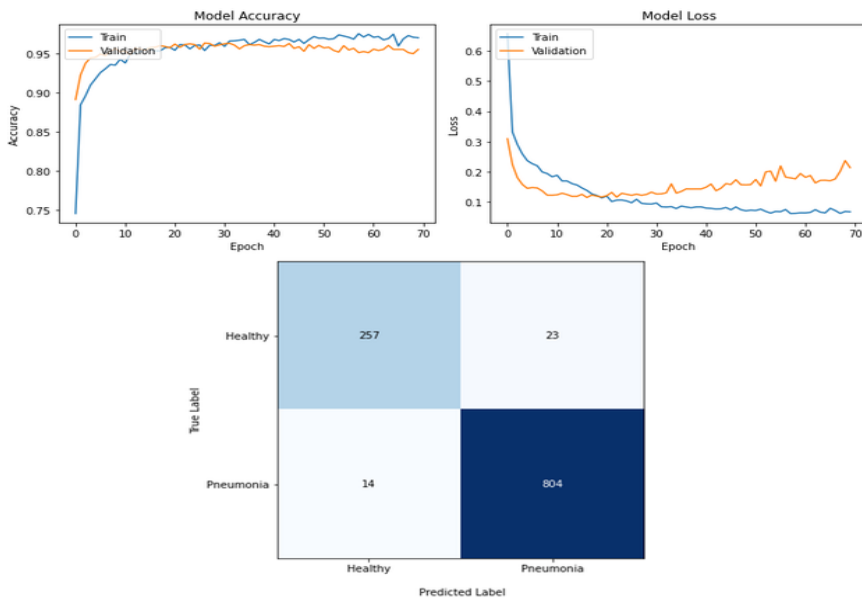 Model Accuracy
Train
Validation
0.95
0.90
0.85
0.80
0.75
Accuracy
0 10 20 30 40 50 60 70
Epoch
Model Loss
Train
Validation
0.6
0.5
0.4
0.3
0.2
0.1
Loss
0 10 20 30 40 50 60 70
Epoch
Healthy
257 23
True Label
Pneumonia
14 804
Healthy Pneumonia
Predicted Label